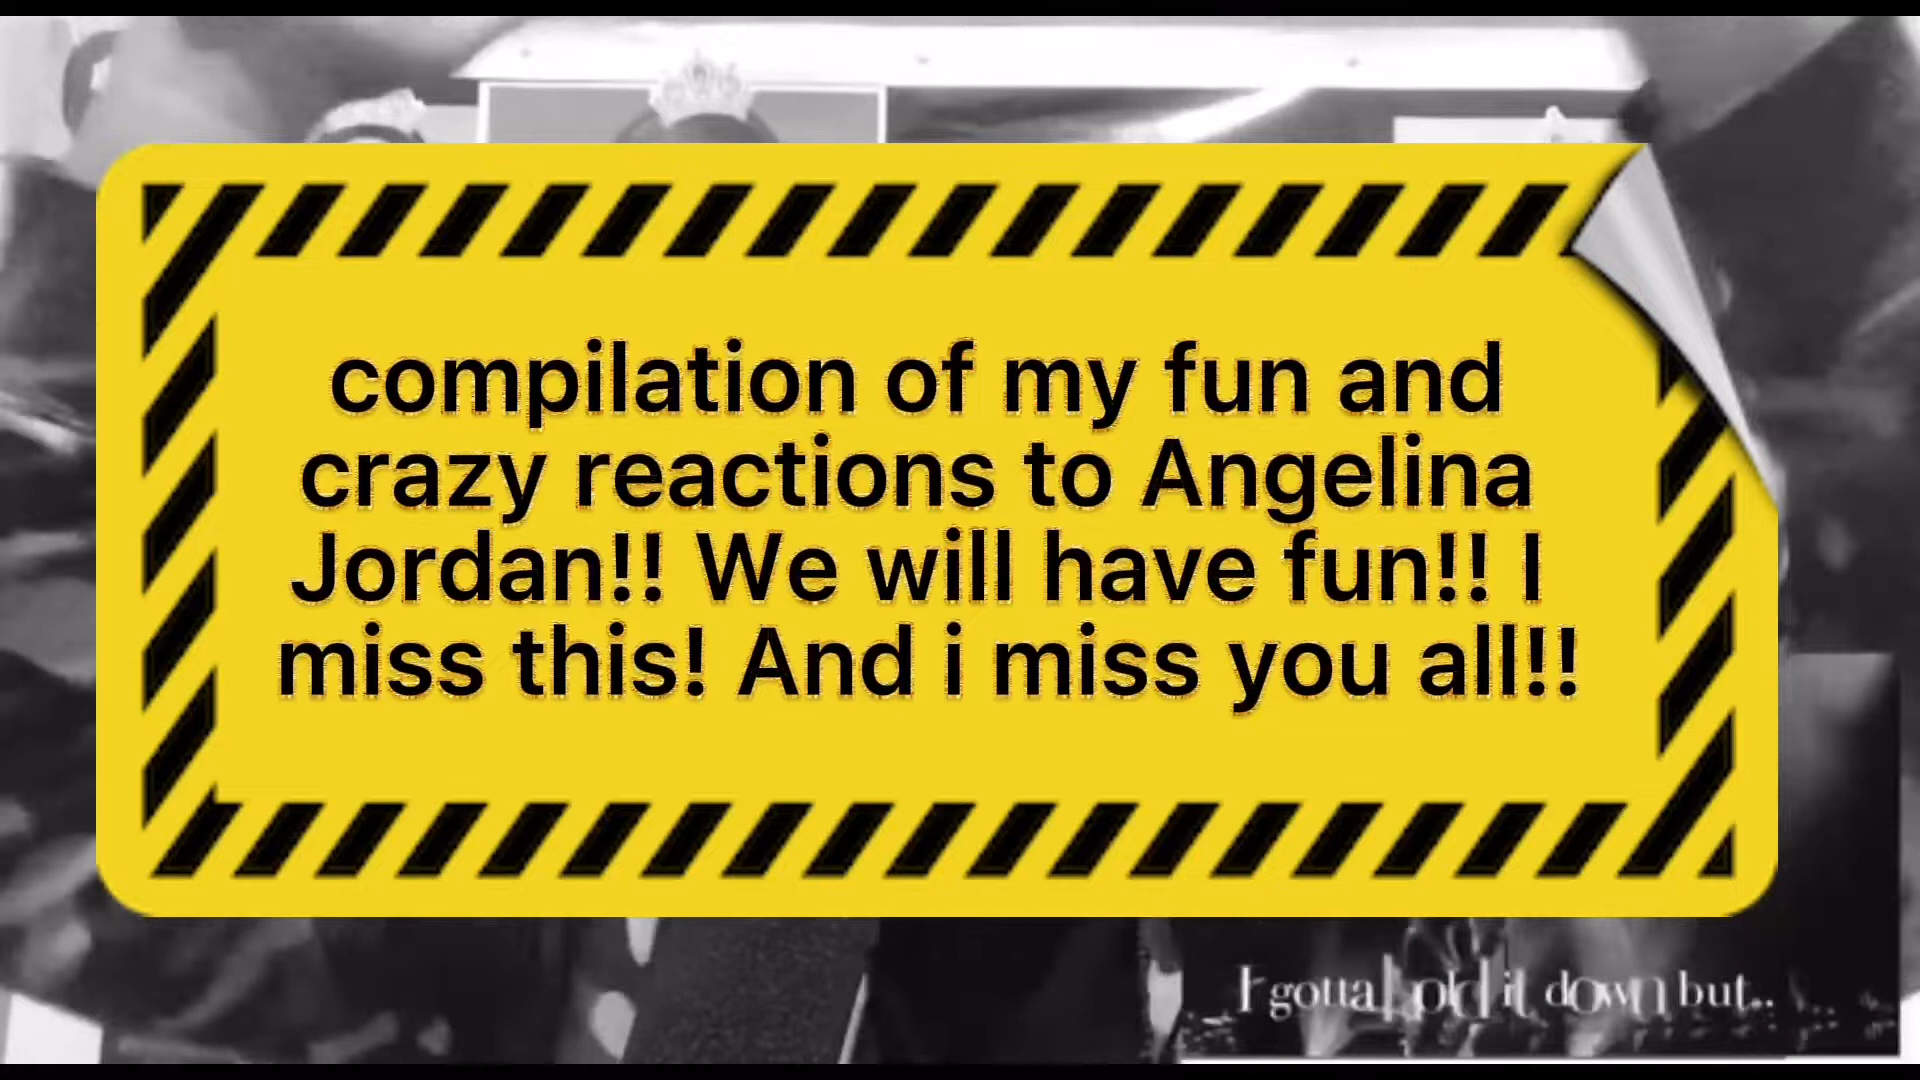 compilation of my fun and
crazy reactions to Angelina
Jordan!! We will have fun!! I
miss this! And i miss you all!!
I gotta hold it down but..